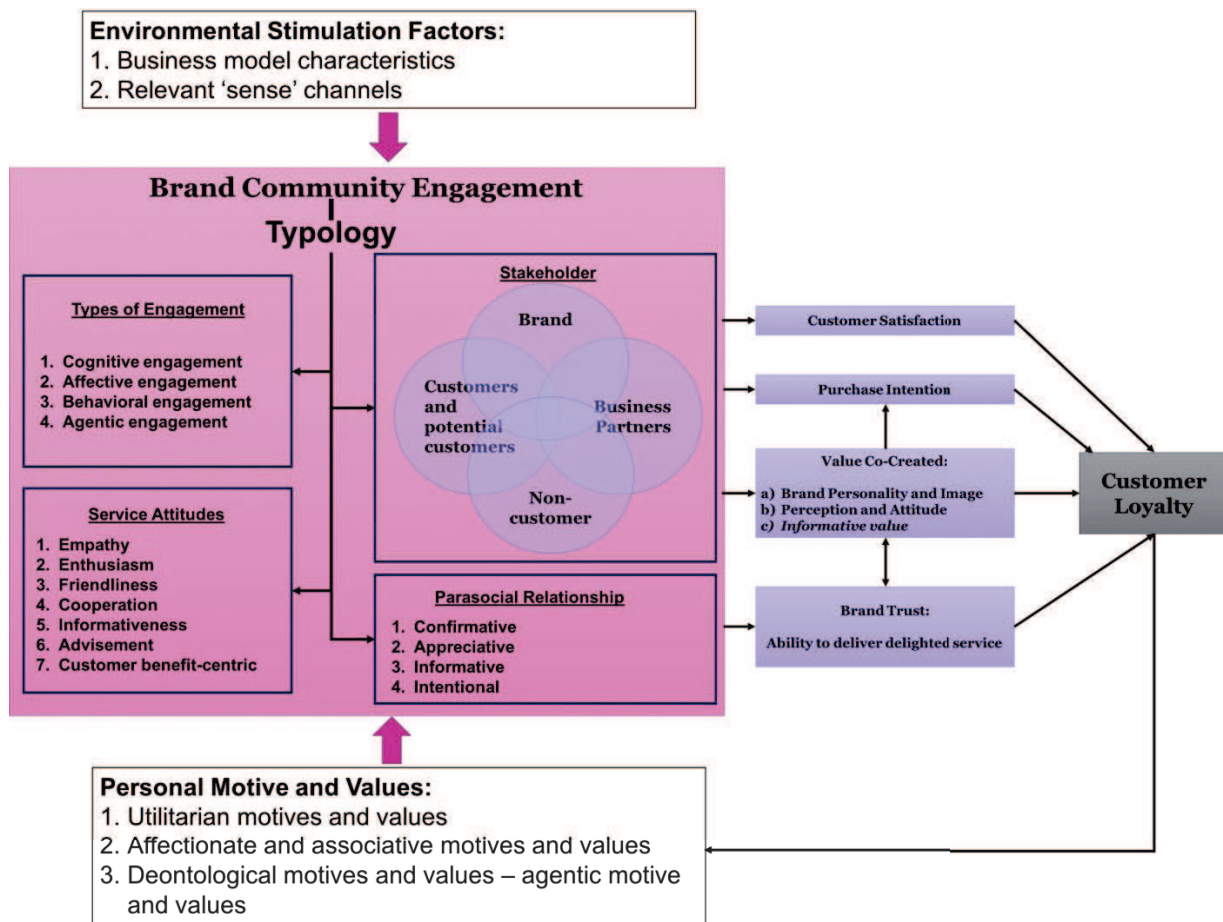 Environmental Stimulation Factors:
1. Business model characteristics
2. Relevant ‘sense’ channels
Brand Community Engagement
Typology
Types of Engagement
1. Cognitive engagement
2. Affective engagement
3. Behavioral engagement
4. Agentic engagement
Service Attitudes
1. Empathy
2. Enthusiasm
3. Friendliness
4. Cooperation
5. Informativeness
6. Advisement
7. Customer benefit-centric
Stakeholder
Brand
Customers
and
potential
customers
Business
Partners
Non-
customer
Parasocial Relationship
1. Confirmative
2. Appreciative
3. Informative
4. Intentional
Customer Satisfaction
Purchase Intention
Value Co-Created:
a) Brand Personality and Image
b) Perception and Attitude
c) Informative value
Brand Trust:
Ability to deliver delighted service
Customer
Loyalty
Personal Motive and Values:
1. Utilitarian motives and values
2. Affectionate and associative motives and values
3. Deontological motives and values – agentic motive
and values